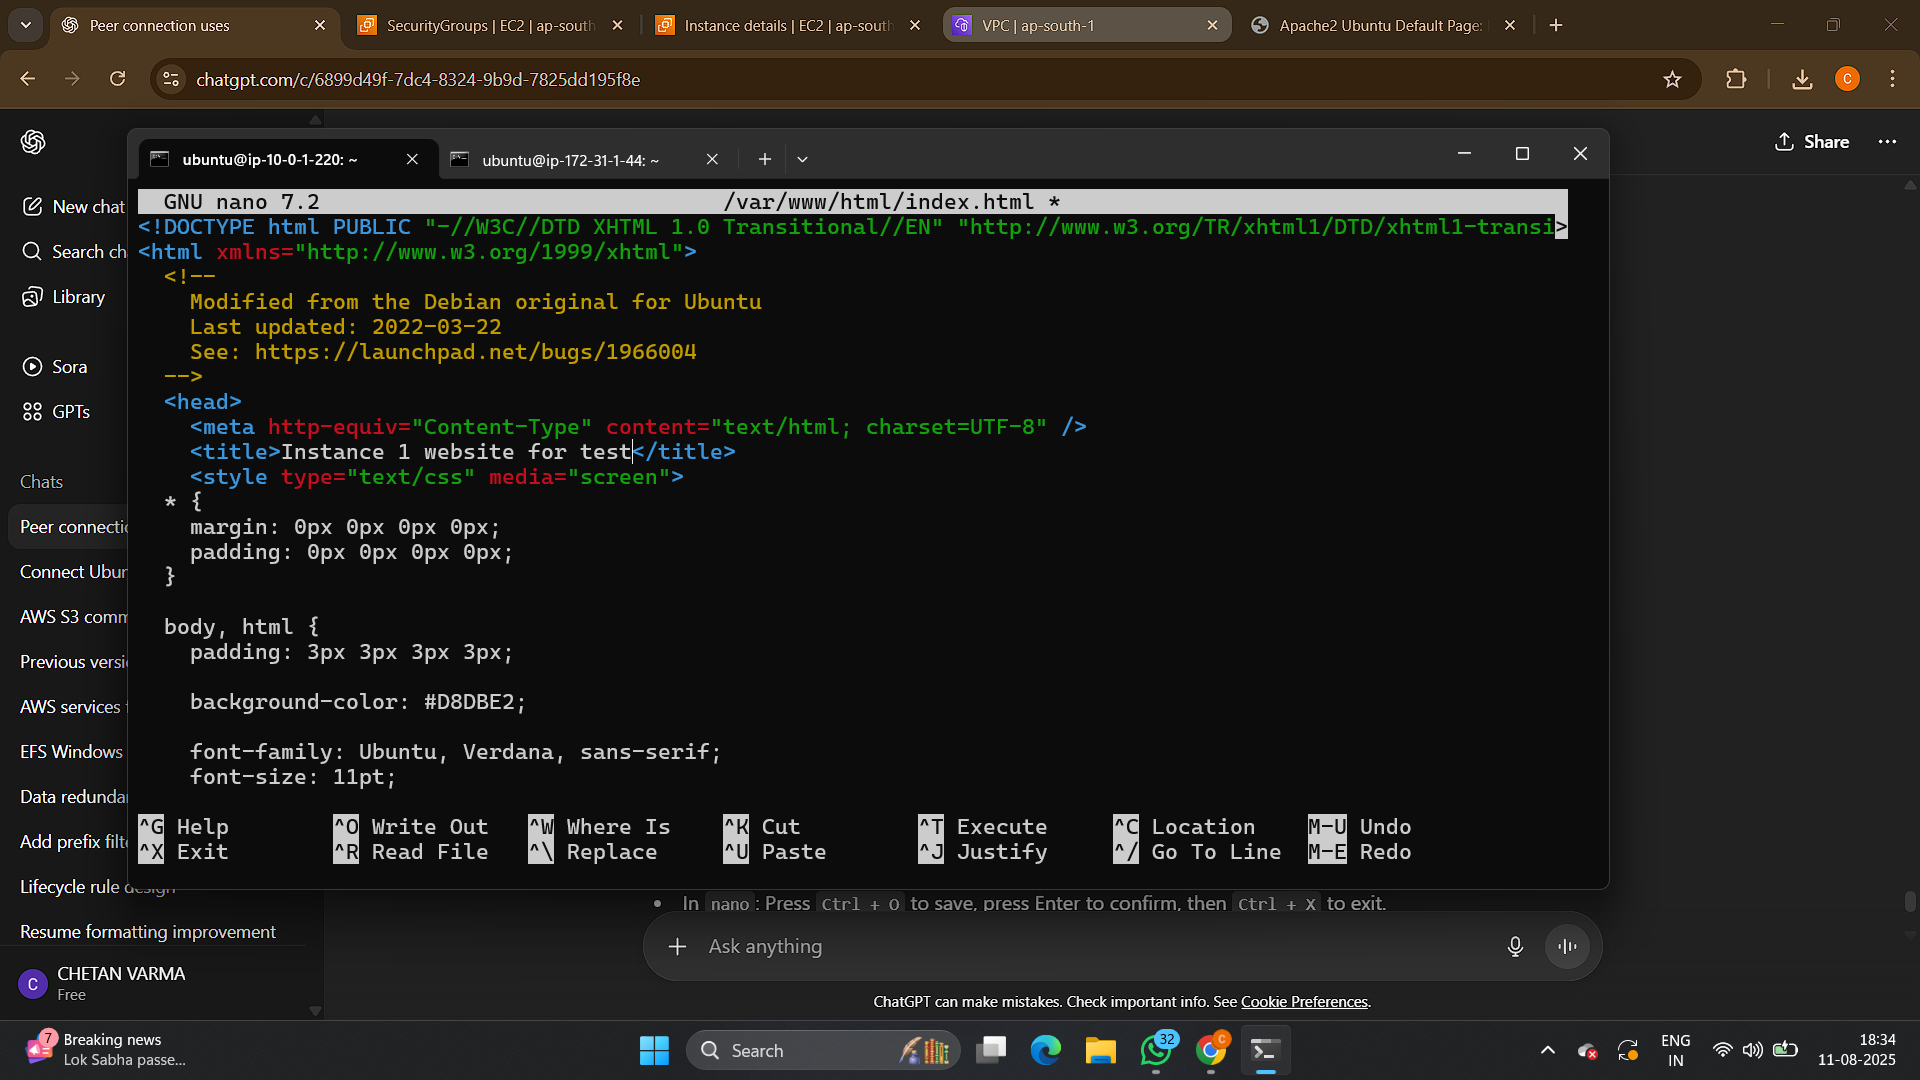 Peer connection uses
SecurityGroups | EC2 | ap-south
Instance details | EC2 | ap-south
VPC | ap-south-1
Apache2 Ubuntu Default Page:
chatgpt.com/c/6899d49f-7dc4-8324-9b9d-7825dd195f8e
C
Share
New chat
Search ch
Library
Sora
GPTs
Chats
Peer connectio
Connect Ubun
AWS S3 comm
Previous versi
AWS services f
EFS Windows
Data redundan
Add prefix filte
Lifecycle rule design
Resume formatting improvement
C
CHETAN VARMA
Free
ubuntu@ip-10-0-1-220: ~
ubuntu@ip-172-31-1-44: ~
GNU nano 7.2 /var/www/html/index.html *
<!DOCTYPE html PUBLIC "-//W3C//DTD XHTML 1.0 Transitional//EN" "http://www.w3.org/TR/xhtml1/DTD/xhtml1-transi>
<html xmlns="http://www.w3.org/1999/xhtml">
<!--
Modified from the Debian original for Ubuntu
Last updated: 2022-03-22
See: https://launchpad.net/bugs/1966004
-->
<head>
<meta http-equiv="Content-Type" content="text/html; charset=UTF-8" />
<title>Instance 1 website for test</title>
<style type="text/css" media="screen">
* {
margin: 0px 0px 0px 0px;
padding: 0px 0px 0px 0px;
}
body, html {
padding: 3px 3px 3px 3px;
background-color: #D8DBE2;
font-family: Ubuntu, Verdana, sans-serif;
font-size: 11pt;
^G Help ^O Write Out ^W Where Is ^K Cut ^T Execute ^C Location M-U Undo
^X Exit ^R Read File ^\ Replace ^U Paste ^J Justify ^/ Go To Line M-E Redo
• In nano: Press Ctrl + O to save, press Enter to confirm, then Ctrl + X to exit.
Ask anything
ChatGPT can make mistakes. Check important info. See Cookie Preferences.
7
Breaking news
Lok Sabha passe...
Search
32
C
ENG
IN
18:34
11-08-2025